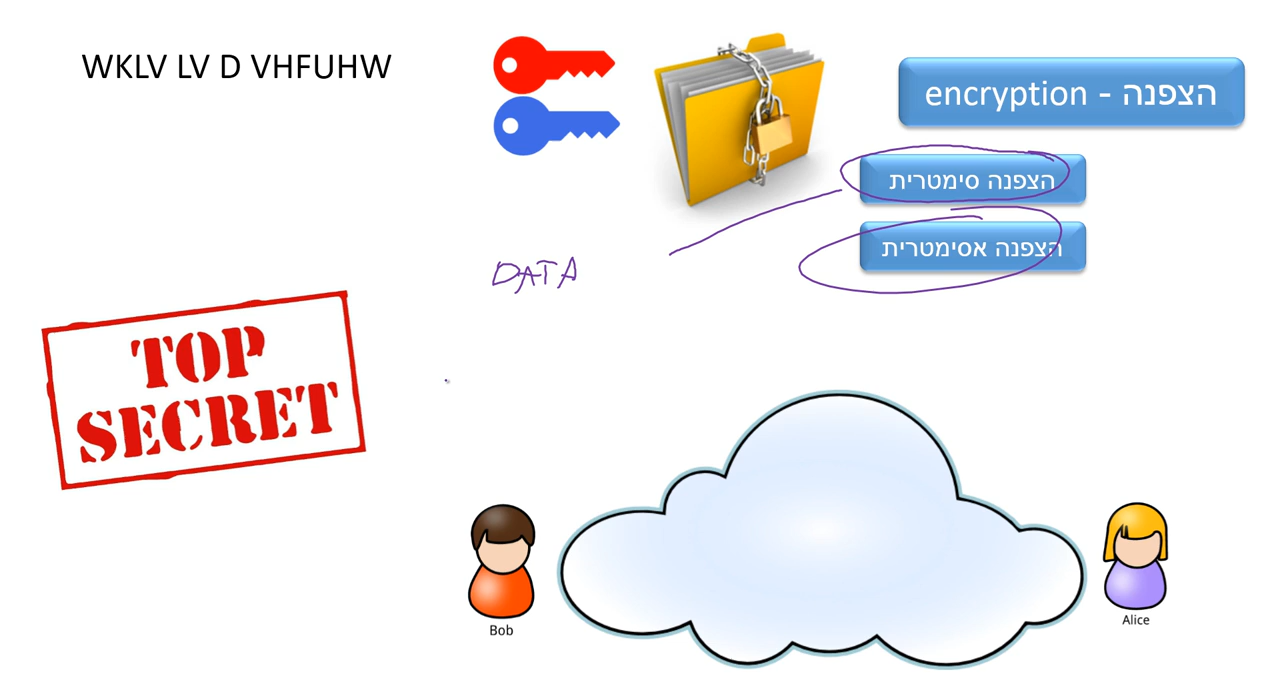 WKLV LV D VHFUHW
הצפנה - encryption
הצפנה סימטרית
הצפנה אסימטרית
DATA
TOP
SECRET
Bob
Alice